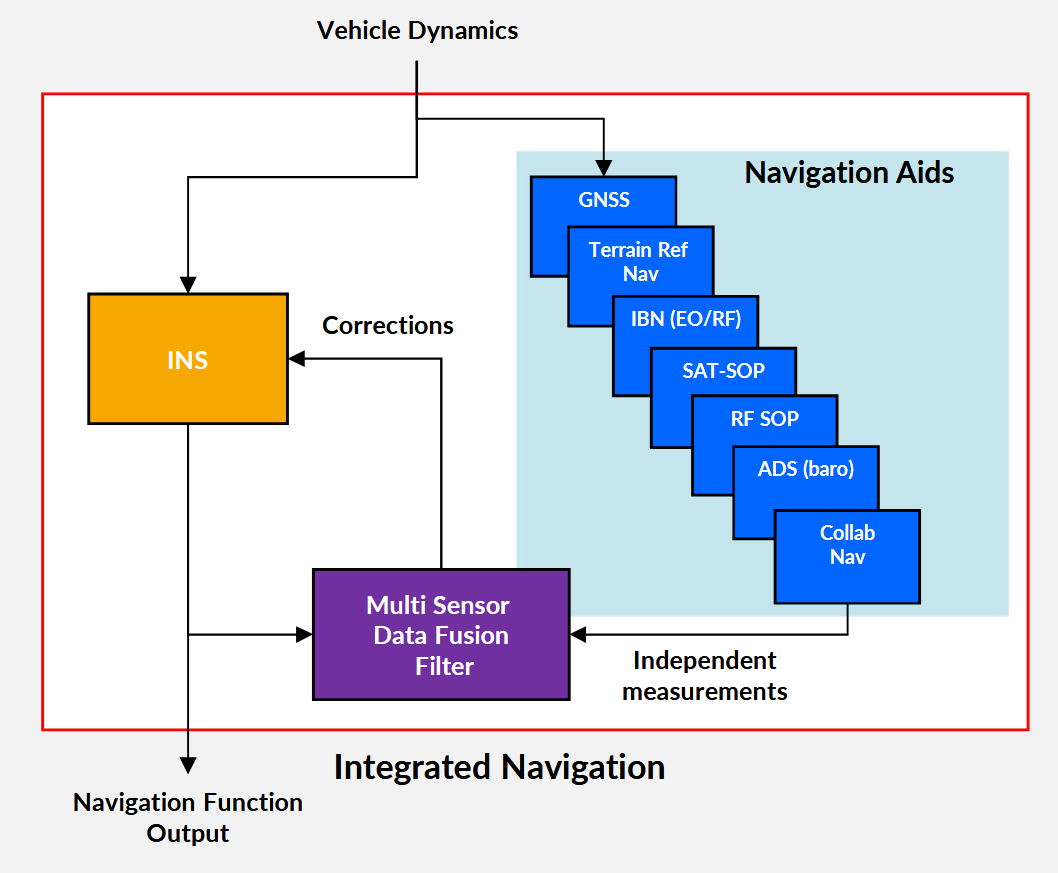 Vehicle Dynamics
Navigation Aids
GNSS
Terrain Ref
Nav
IBN (EO/RF)
SAT-SOP
RF SOP
ADS (baro)
Collab
Nav
INS
Corrections
Multi Sensor
Data Fusion
Filter
Independent
measurements
Integrated Navigation
Navigation Function
Output